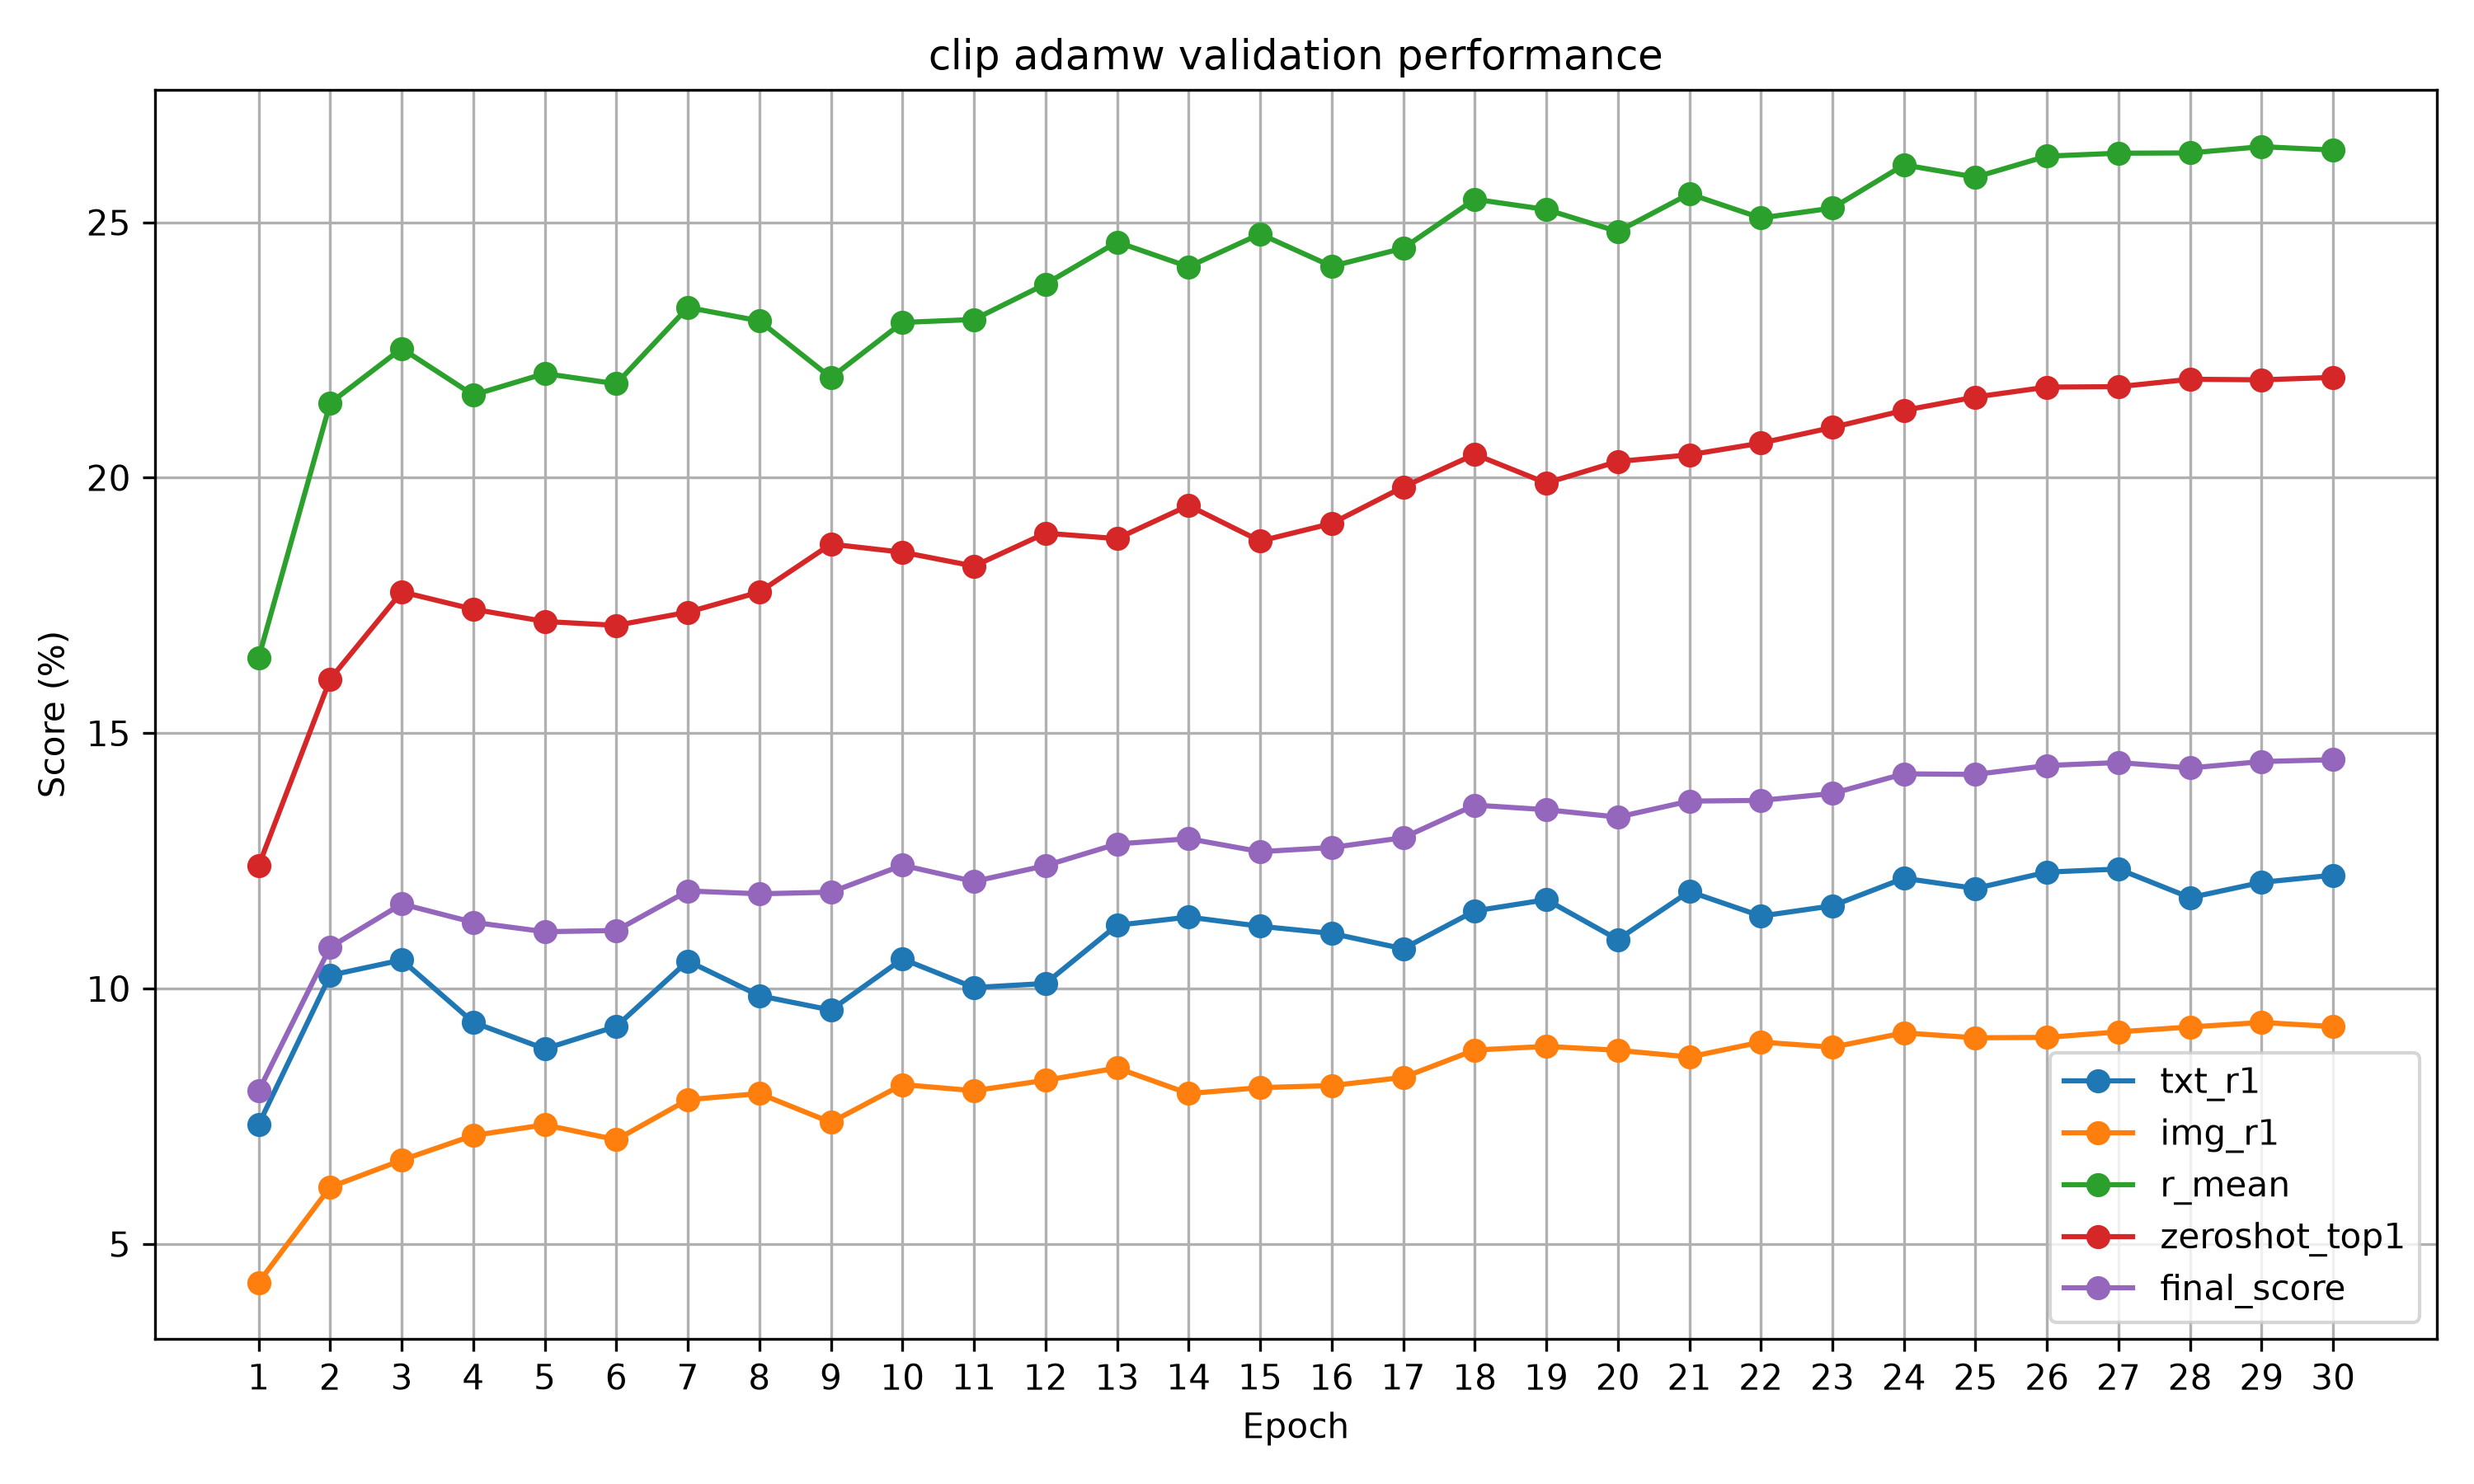 clip adamw validation performance
Score (%)
25
20
15
10
5
1 2 3 4 5 6 7 8 9 10 11 12 13 14 15 16 17 18 19 20 21 22 23 24 25 26 27 28 29 30
Epoch
txt_r1
img_r1
r_mean
zeroshot_top1
final_score